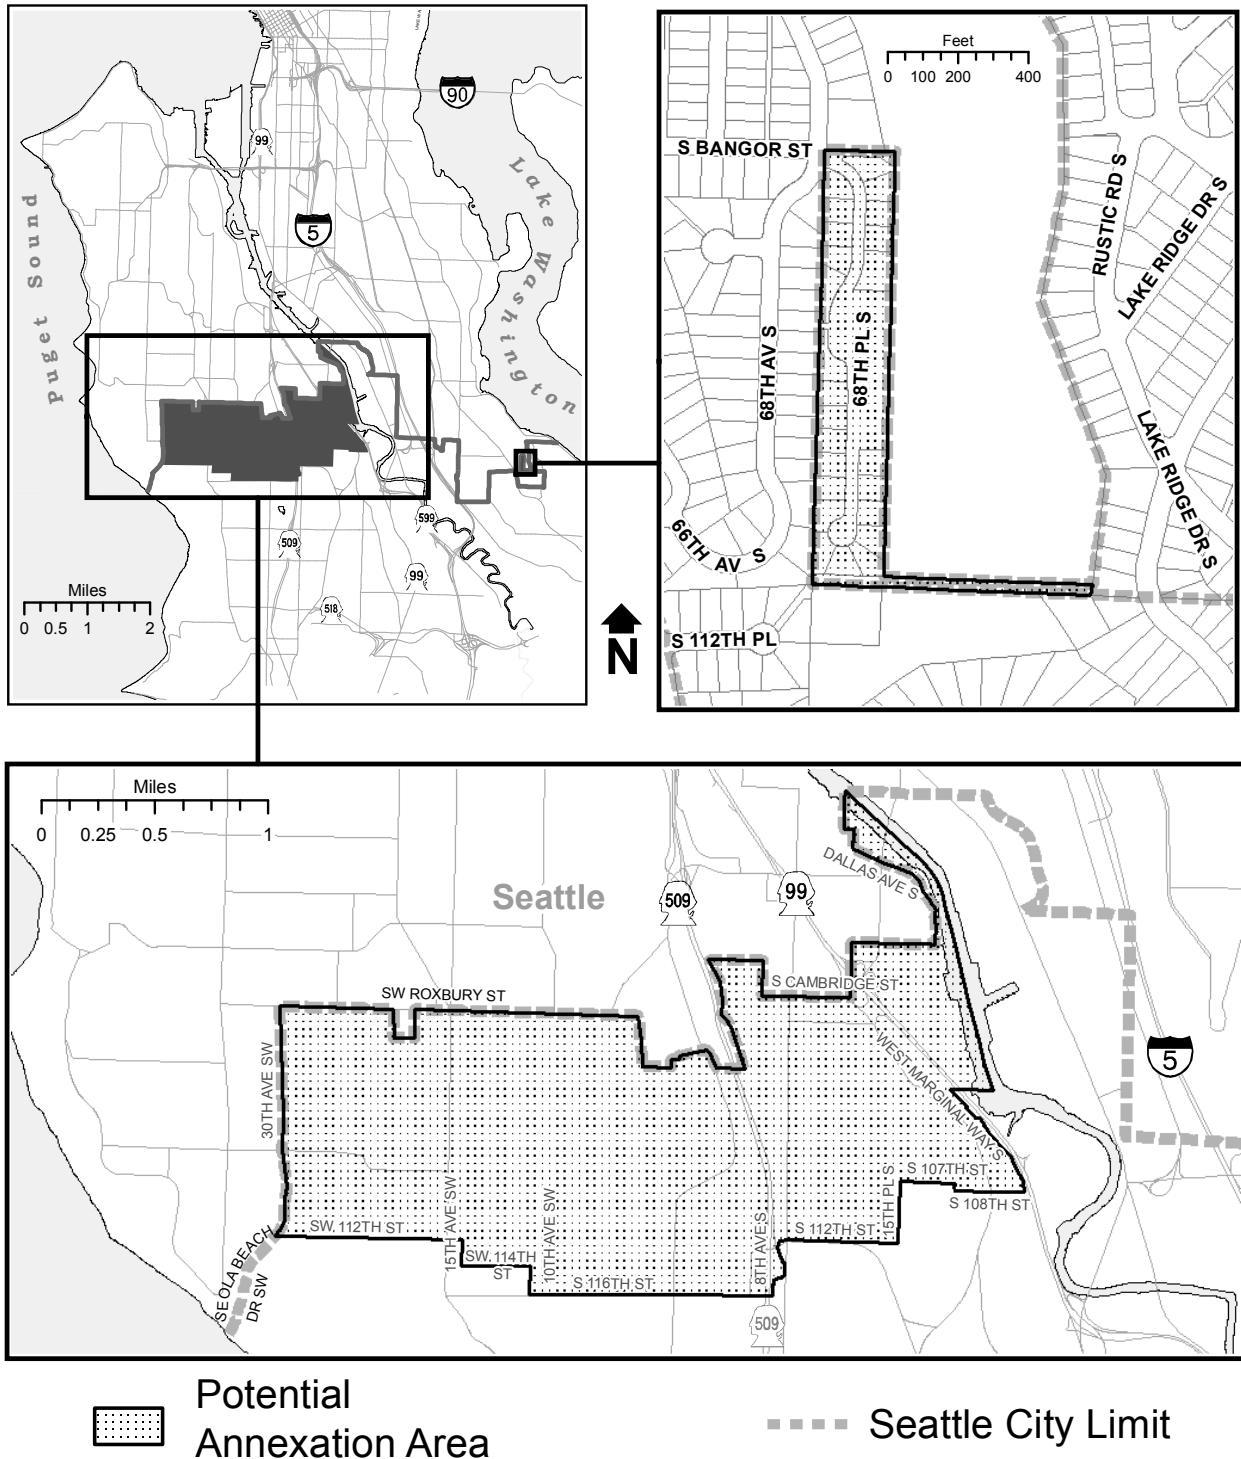 90
99
5
Puget Sound
Lake Washington
599
509
99
518
Miles
0 0.5 1 2
N
Feet
0 100 200 400
S BANGOR ST
RUSTIC RD S
LAKE RIDGE DR S
68TH AV S
68TH PL S
LAKE RIDGE DR S
66TH AV S
S 112TH PL
Miles
0 0.25 0.5 1
Seattle
509
99
DALLAS AVE S
S CAMBRIDGE ST
SW ROXBURY ST
WEST MARGINAL WAY S
5
30TH AVE SW
S 107TH ST
S 108TH ST
15TH PL S
S 112TH ST
SW 112TH ST
15TH AVE SW
SW 114TH
ST
10TH AVE SW
S 116TH ST
8TH AVE S
SEOLA BEACH
DR SW
509
Potential
Annexation Area
Seattle City Limit